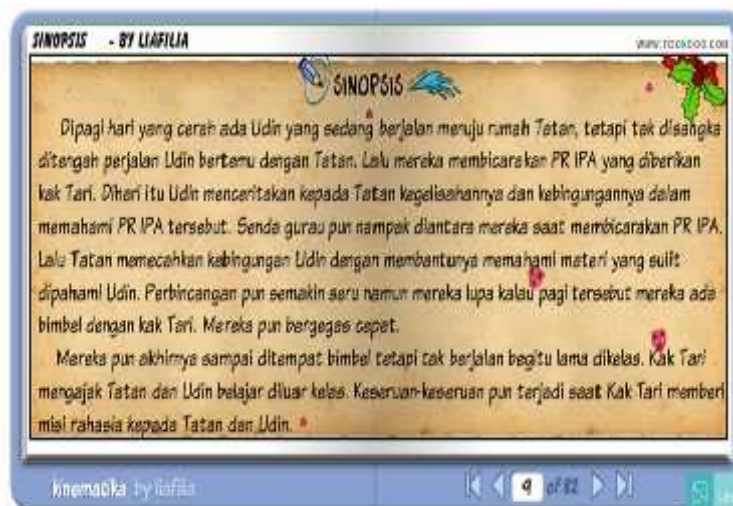 SINOPSIS - BY LIAFILIA
SINOPSIS
Dipagi hari yang cerah ada Udin yang sedang berjalan menuju rumah Tatan, tetapi tak disangka
ditengah perjalan Udin bertemu dengan Tatan. Lalu mereka membicarakan PR IPA yang diberikan
kak Tari. Dihari itu Udin menceritakan kepada Tatan kegelisahannya dan kebingungannya dalam
memahami PR IPA tersebut. Senda gurau pun nampak diantara mereka saat membicarakan PR IPA.
Lalu Tatan memecahkan kebingungan Udin dengan membantunya memahami materi yang sulit
dipahami Udin. Perbincangan pun semakin seru namun mereka lupa kalau pagi tersebut mereka ada
bimbel dengan kak Tari. Mereka pun bergegas cepat.
Mereka pun akhirnya sampai ditempat bimbel tetapi tak berjalan begitu lama dikelas. Kak Tari
mengajak Tatan dan Udin belajar diluar kelas. Keseruan-keseruan pun terjadi saat Kak Tari memberi
misi rahasia kepada Tatan dan Udin.
kinematika by liafilia
9 of 82